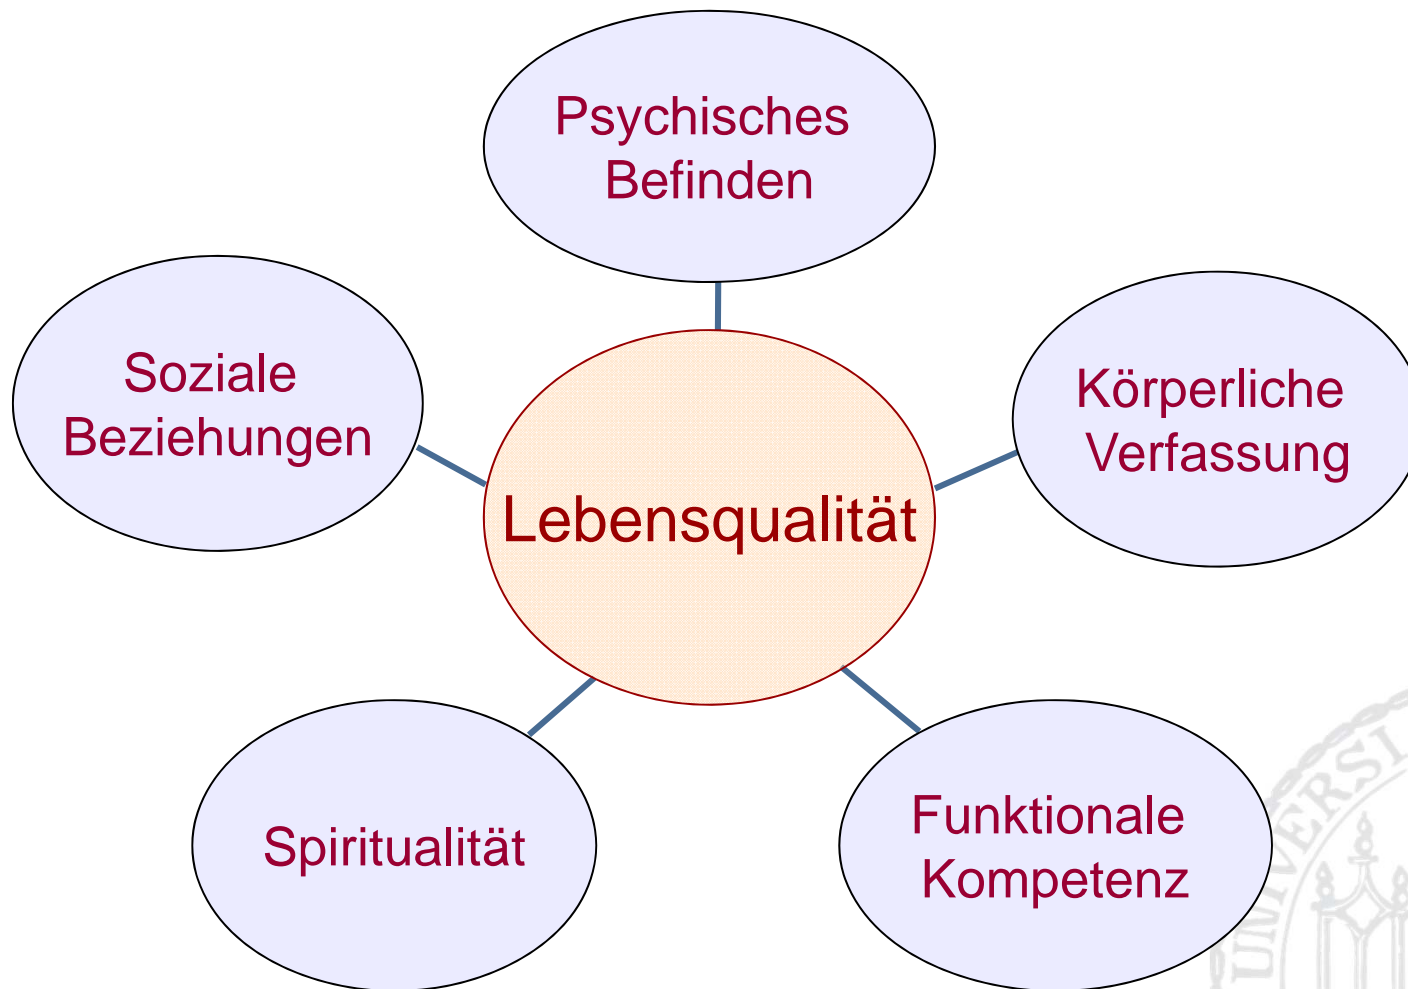 Psychisches
Befinden
Soziale
Beziehungen
Körperliche
Verfassung
Lebensqualität
Spiritualität
Funktionale
Kompetenz